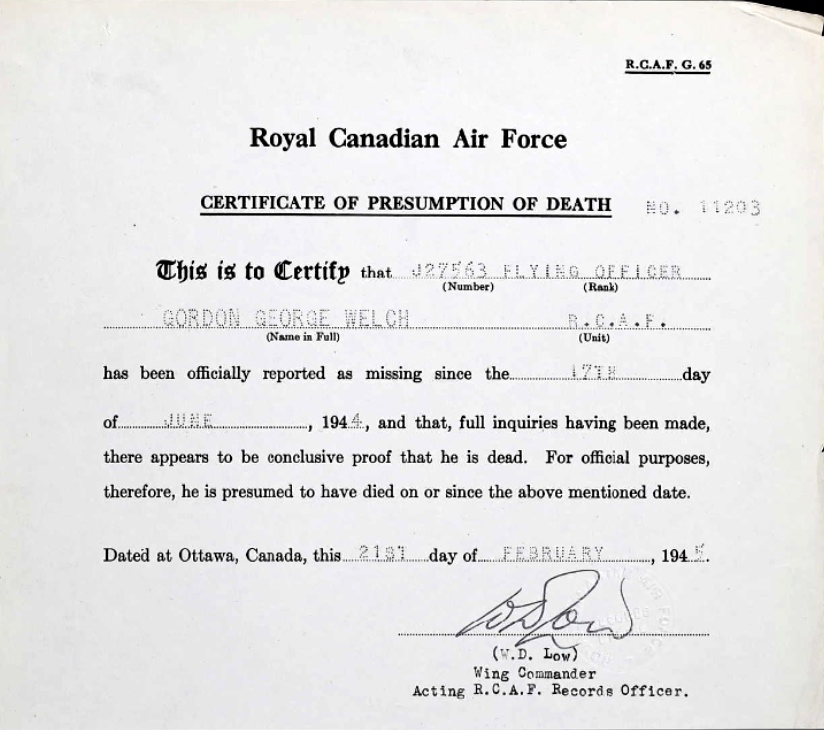 R.C.A.F. G. 65
Royal Canadian Air Force
CERTIFICATE OF PRESUMPTION OF DEATH NO. 11203
This is to Certify that J27563 FLYING OFFICER
(Number) (Rank)
GORDON GEORGE WELCH R.C.A.F.
(Name in Full) (Unit)
has been officially reported as missing since the 17TH day
of JUNE, 1944, and that, full inquiries having been made,
there appears to be conclusive proof that he is dead. For official purposes,
therefore, he is presumed to have died on or since the above mentioned date.
Dated at Ottawa, Canada, this 21ST day of FEBRUARY, 1945.
(W.D. Low)
Wing Commander
Acting R.C.A.F. Records Officer.